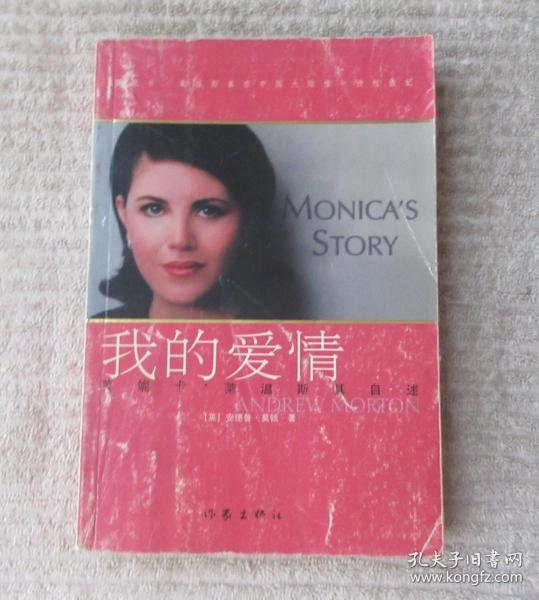 MONICA'S
STORY
我的爱情
莫妮卡·莱温斯基自述
ANDREW MORTON
[英] 安德鲁·莫顿·著
作家出版社
孔夫子旧书网
www.kongfz.com